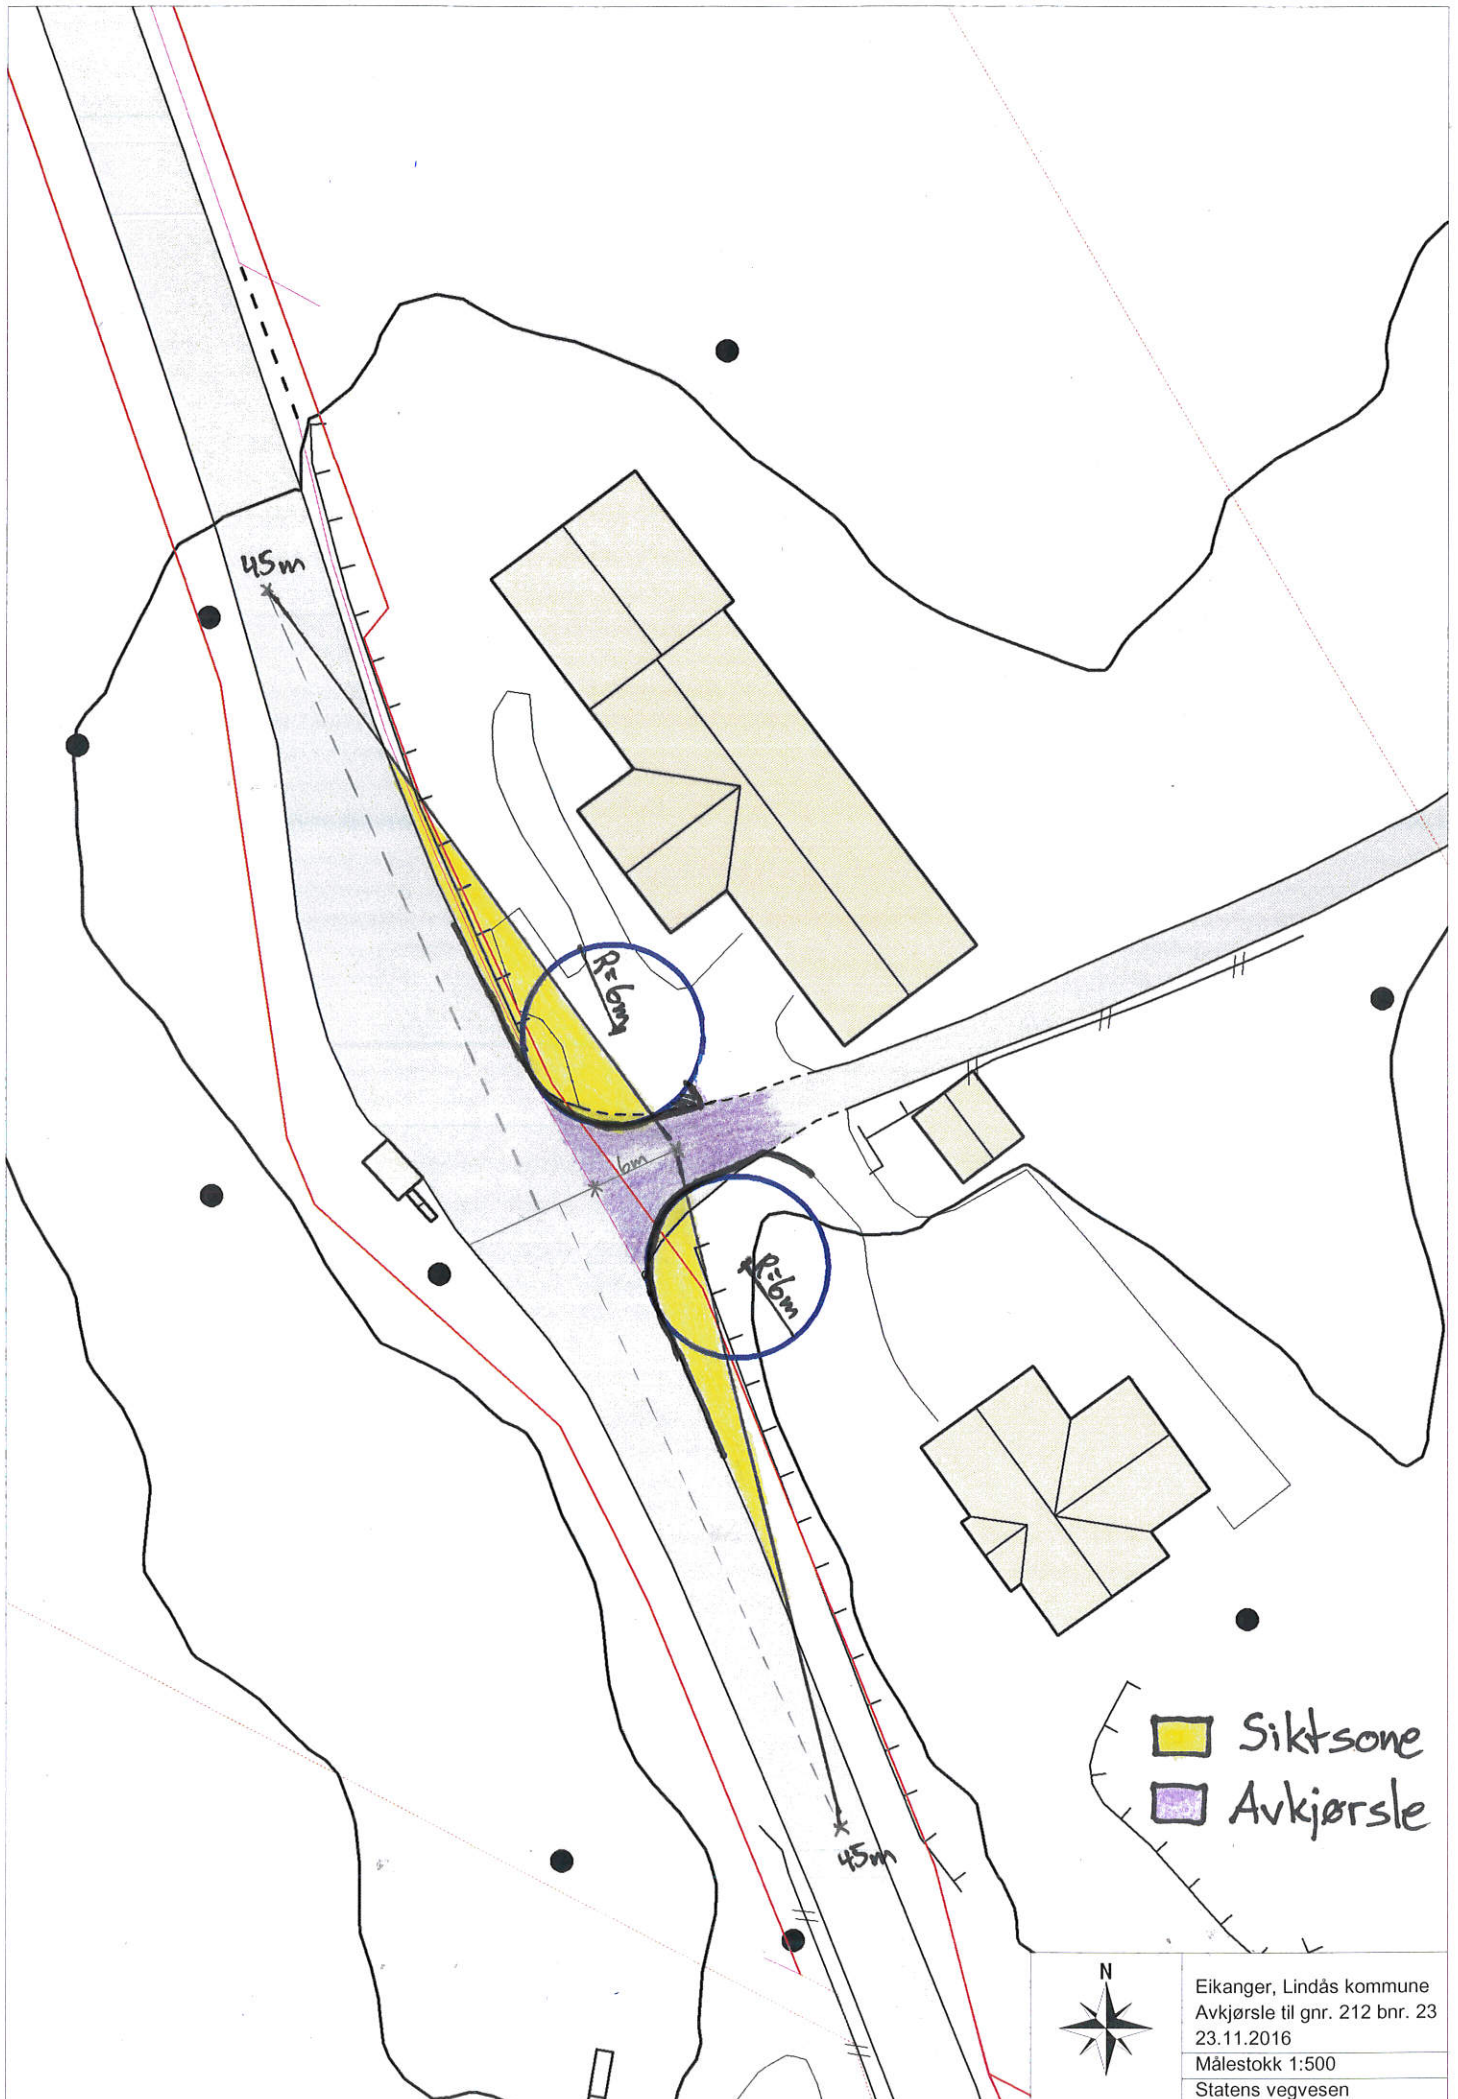 45m
R=6m
6m
R=6m
Siktsone
Avkjørsle
45m
N
Eikanger, Lindås kommune
Avkjørsle til gnr. 212 bnr. 23
23.11.2016
Målestokk 1:500
Statens vegvesen